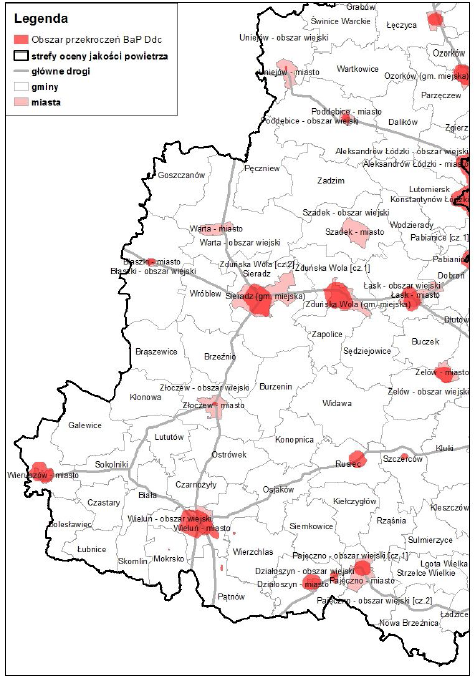 Legenda
Obszar przekroczeń BaP Ddc
strefy oceny jakości powietrza
główne drogi
gminy
miasta
Grabów
Świnice Warckie
Łęczyca
Uniejów - obszar wiejski
Ozorków
Uniejów - miasto
Wartkowice
Ozorków (gm. miejska)
Parzęczew
Poddębice - miasto
Poddębice - obszar wiejski
Dalików
Zgierz
Aleksandrów Łódzki - obszar wiejski
Aleksandrów Łódzki - miasto
Pęczniew
Goszczanów
Zadzim
Lutomiersk
Konstantynów Łódzki
Szadek - obszar wiejski
Wodzierady
Warta - miasto
Szadek - miasto
Pabianice [cz.1]
Warta - obszar wiejski
Błaszki - miasto
Zduńska Wola [cz.2]
Zduńska Wola [cz.1]
Pabianice
Błaszki - obszar wiejski
Sieradz
Dobroń
Wróblew
Sieradz (gm. miejska)
Łask - obszar wiejski
Łask - miasto
Zduńska Wola (gm. miejska)
Dłutów
Zapolice
Buczek
Brąszewice
Brzeźnio
Sędziejowice
Zelów - miasto
Złoczew - obszar wiejski
Burzenin
Zelów - obszar wiejski
Klonowa
Złoczew - miasto
Widawa
Galewice
Lututów
Konopnica
Kluki
Ostrówek
Szczerców
Sokolniki
Rusiec
Wieruszów - miasto
Czarnożyły
Osjaków
Biała
Czastary
Kiełczygłów
Kleszczów
Wieluń - obszar wiejski
Rząśnia
Bolesławiec
Wieluń - miasto
Siemkowice
Sulmierzyce
Łubnice
Wierzchlas
Pajęczno - obszar wiejski [cz.1]
Skomlin
Mokrsko
Lgota Wielka
Działoszyn - obszar wiejski
Strzelce Wielkie
Działoszyn - miasto
Pajęczno - miasto
Pątnów
Pajęczno - obszar wiejski [cz.2]
Ładzice
Nowa Brzeźnica